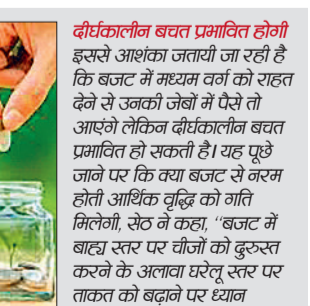 दीर्घकालीन बचत प्रभावित होगी
इससे आशंका जतायी जा रही है
कि बजट में मध्यम वर्ग को राहत
देने से उनकी जेबों में पैसे तो
आएंगे लेकिन दीर्घकालीन बचत
प्रभावित हो सकती है। यह पूछे
जाने पर कि क्या बजट से नरम
होती आर्थिक वृद्धि को गति
मिलेगी, सेठ ने कहा, ‘‘बजट में
बाह्य स्तर पर चीजों को दुरुस्त
करने के अलावा घरेलू स्तर पर
ताकत को बढ़ाने पर ध्यान